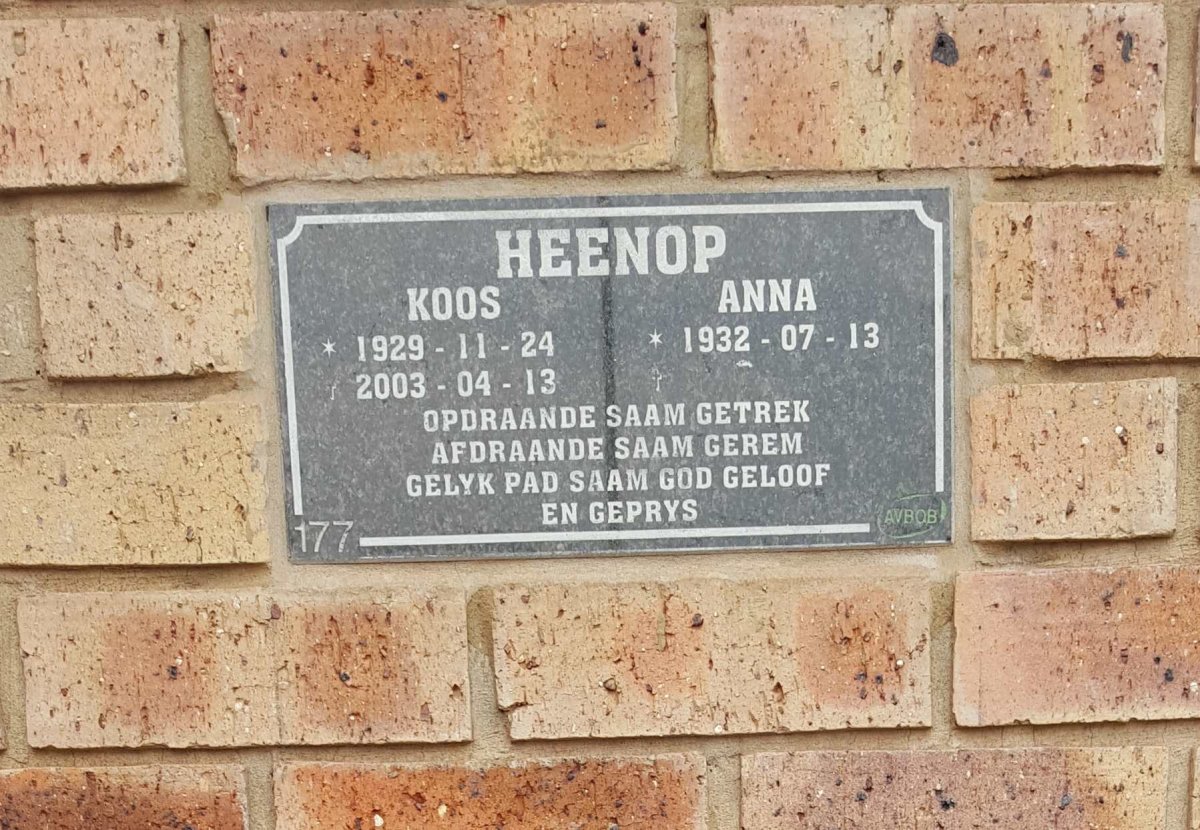 HEENOP
KOOS ANNA
* 1929 - 11 - 24 * 1932 - 07 - 13
† 2003 - 04 - 13 †
OPDRAANDE SAAM GETREK
AFDRAANDE SAAM GEREM
GELYK PAD SAAM GOD GELOOF
EN GEPRYS
177 AVBOB